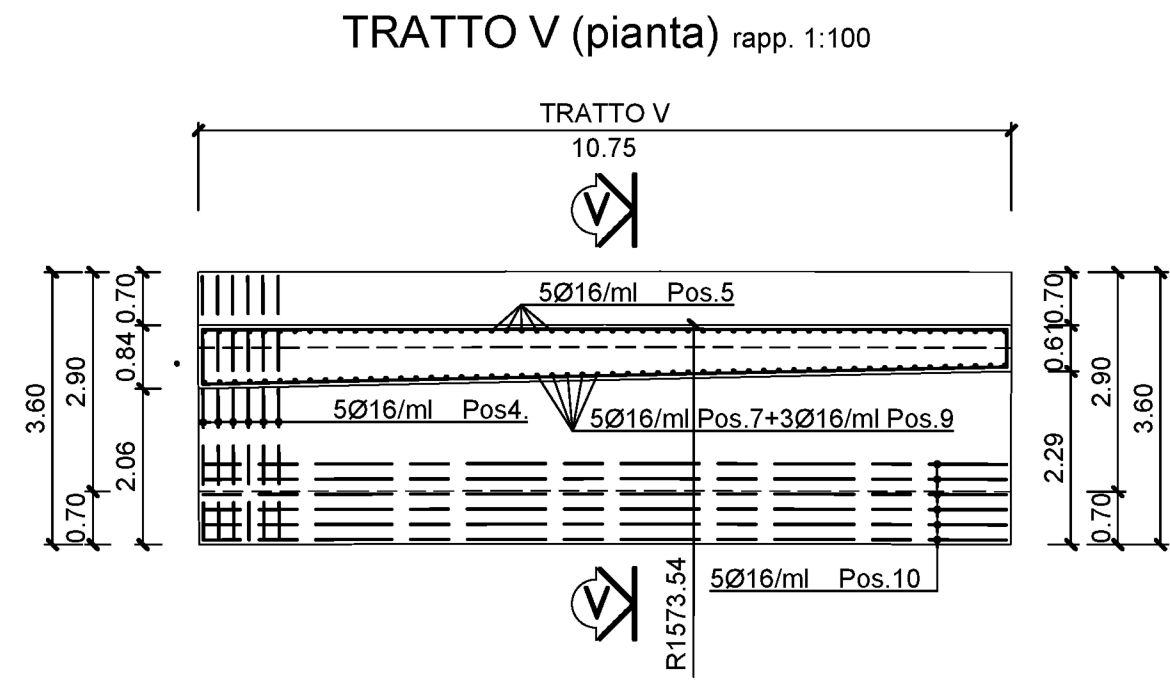 TRATTO V (pianta) rapp. 1:100
TRATTO V
10.75
V
5Ø16/ml Pos.5
0.70
0.84
2.06
2.90
0.70
3.60
0.70
0.61
2.29
2.90
0.70
3.60
5Ø16/ml Pos4.
5Ø16/ml Pos.7+3Ø16/ml Pos.9
5Ø16/ml Pos.10
R1573.54
V